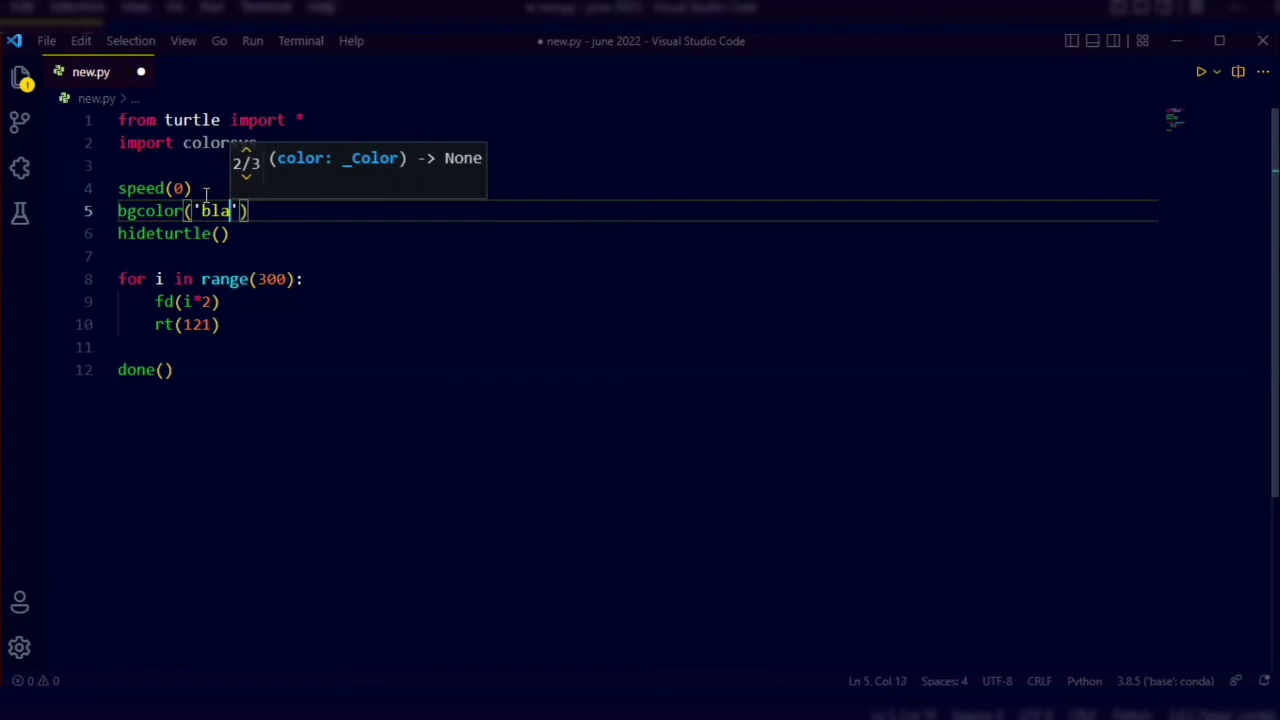 File Edit Selection View Go Run Terminal Help ● new.py - june 2022 - Visual Studio Code
new.py ●
new.py > ...
1 from turtle import *
2 import colorsys
3
(color: _Color) -> None
2/3
4 speed(0)
5 bgcolor('bla')
6 hideturtle()
7
8 for i in range(300):
9 fd(i*2)
10 rt(121)
11
12 done()
1
0 0 Ln 5, Col 13 Spaces: 4 UTF-8 CRLF Python 3.8.5 ('base': conda)